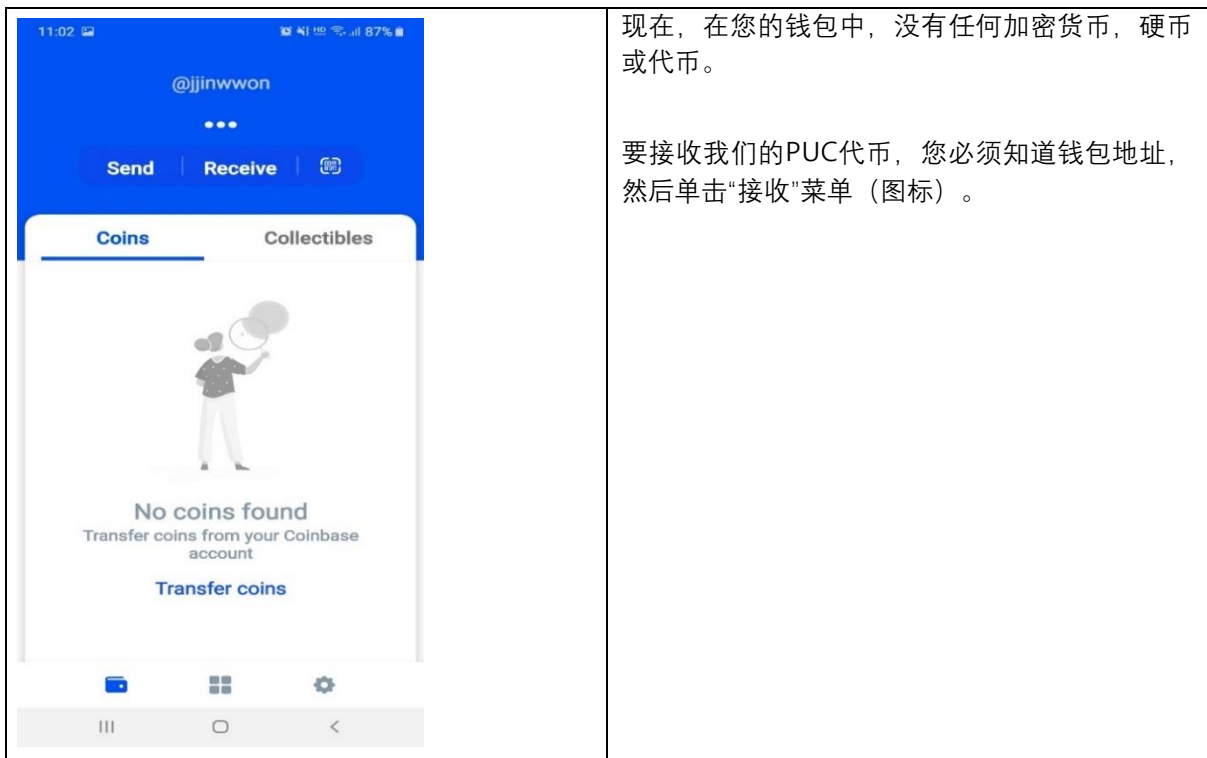 11:02
87%
@jjinwwon
Send
Receive
Coins
Collectibles
No coins found
Transfer coins from your Coinbase
account
Transfer coins
现在，在您的钱包中，没有任何加密货币，硬币
或代币。
要接收我们的PUC代币，您必须知道钱包地址，
然后单击“接收”菜单（图标）。